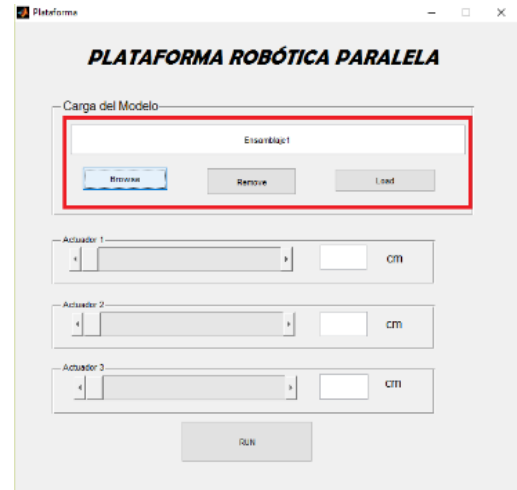 Plataforma
PLATAFORMA ROBÓTICA PARALELA
Carga del Modelo
Ensamblaje1
Browse Remove Load
Actuador 1
cm
Actuador 2
cm
Actuador 3
cm
RUN